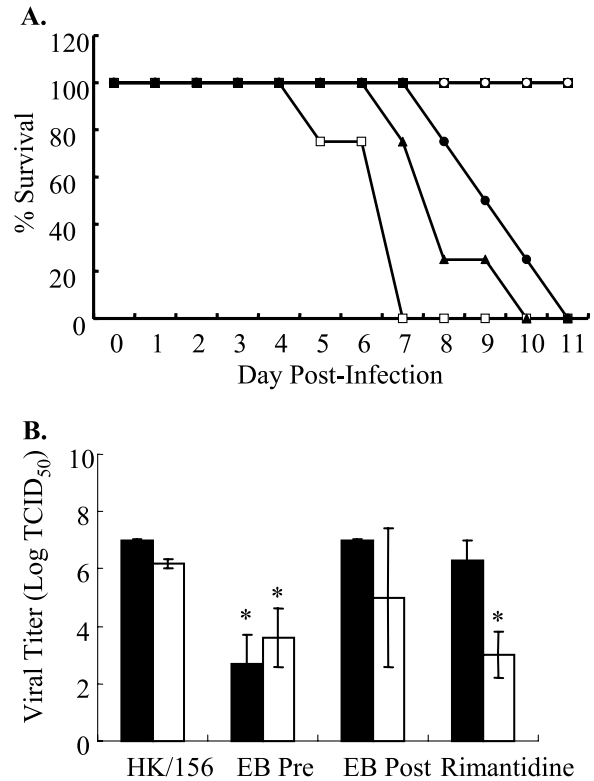 A.
120
100
80
60
40
20
0
% Survival
0 1 2 3 4 5 6 7 8 9 10 11
Day Post-Infection
B.
10
8
6
4
2
0
Viral Titer (Log TCID50)
* * *
HK/156 EB Pre EB Post Rimantidine